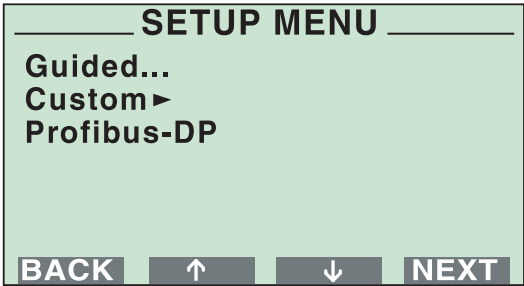 SETUP MENU
Guided...
Custom►
Profibus-DP
BACK ↑ ↓ NEXT